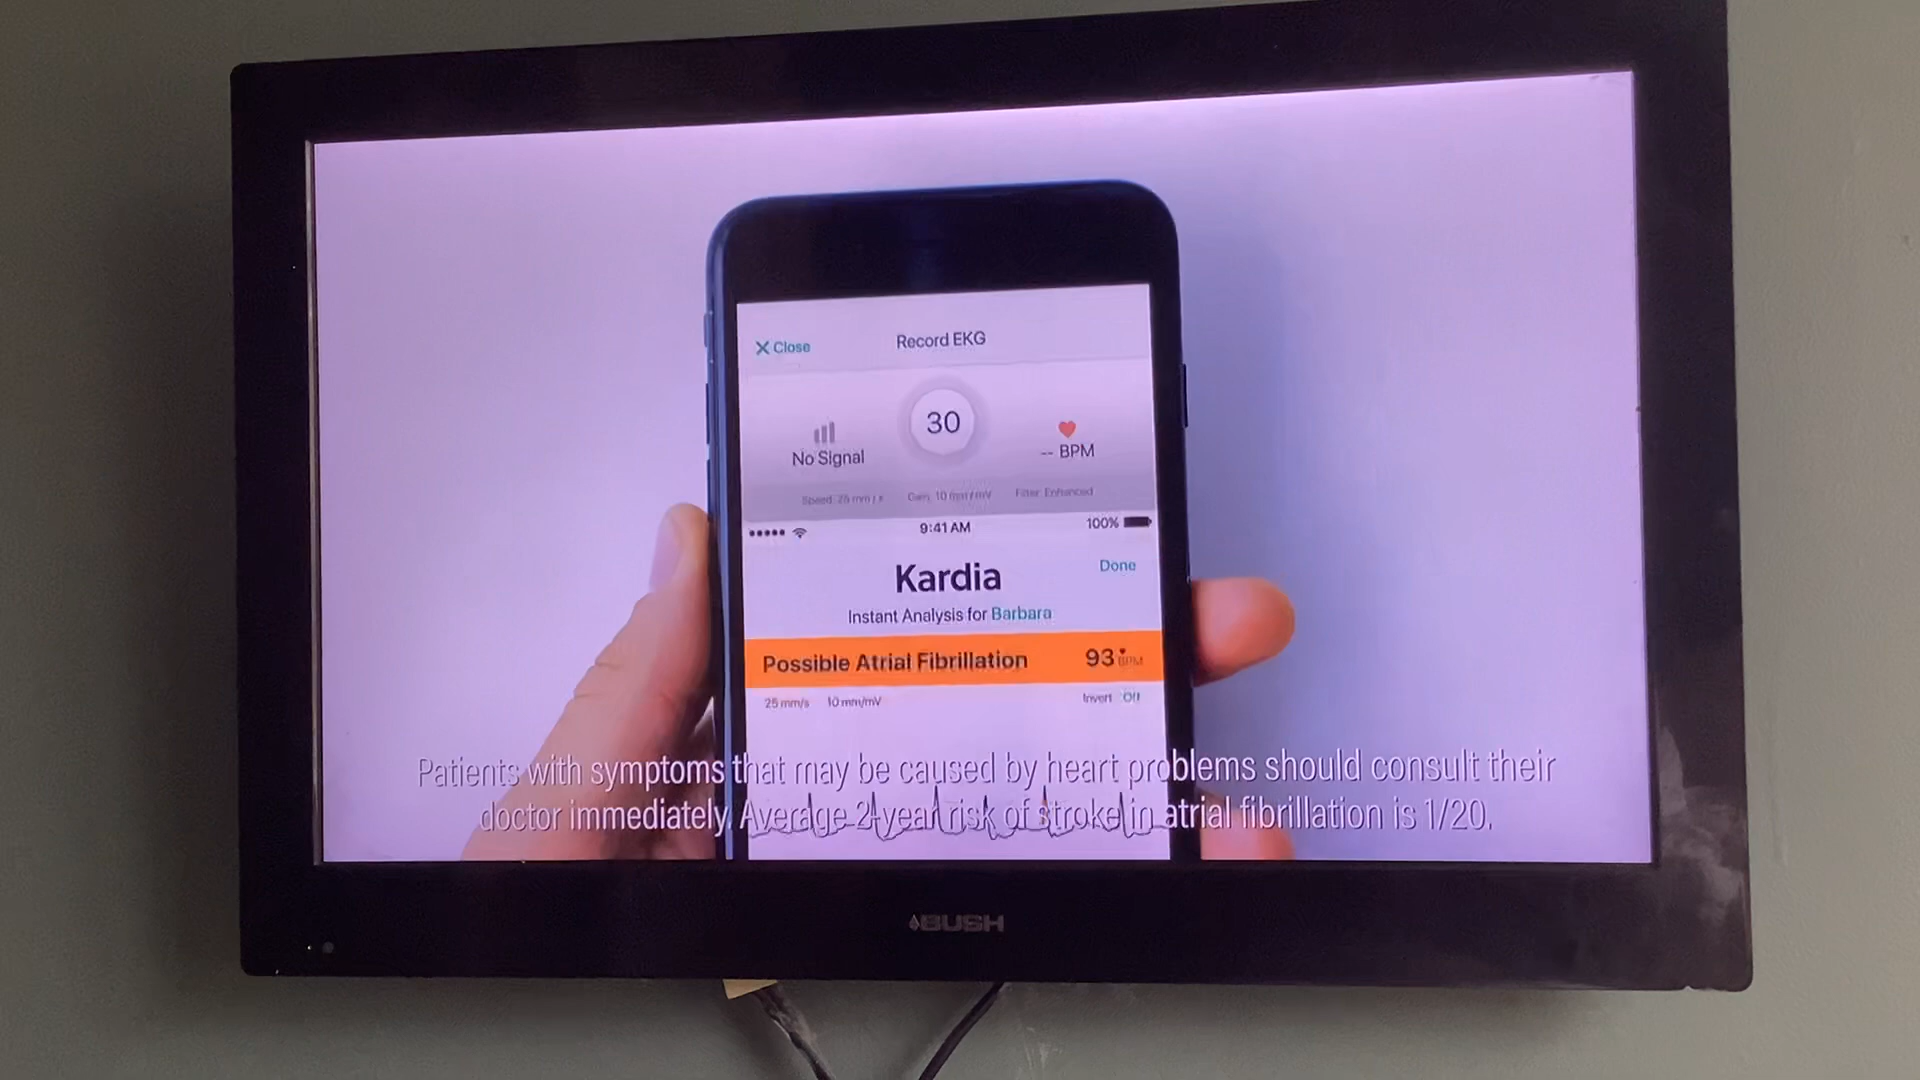 Close
Record EKG
30
No Signal
-- BPM
Speed: 25 mm/s Gain: 10 mm/mV Filter: Enhanced
9:41 AM
100%
Kardia
Done
Instant Analysis for Barbara
Possible Atrial Fibrillation 93 BPM
25 mm/s 10 mm/mV Invert Off
Patients with symptoms that may be caused by heart problems should consult their
doctor immediately. Average 2-year risk of stroke in atrial fibrillation is 1/20.
BUSH